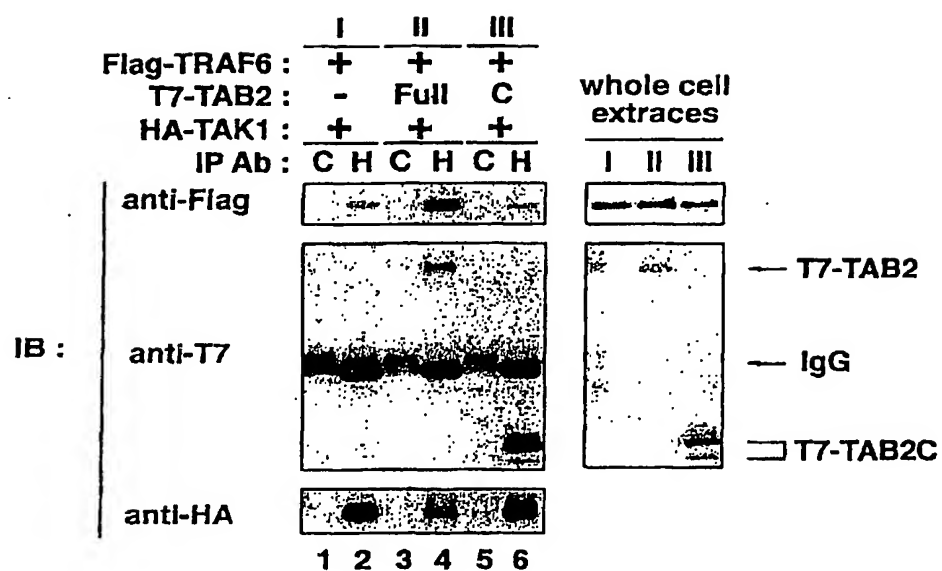 I II III
Flag-TRAF6 : + + +
T7-TAB2 : - Full C
HA-TAK1 : + + +
IP Ab : C H C H C H
whole cell
extraces
I II III
anti-Flag
T7-TAB2
IB : anti-T7
IgG
T7-TAB2C
anti-HA
1 2 3 4 5 6